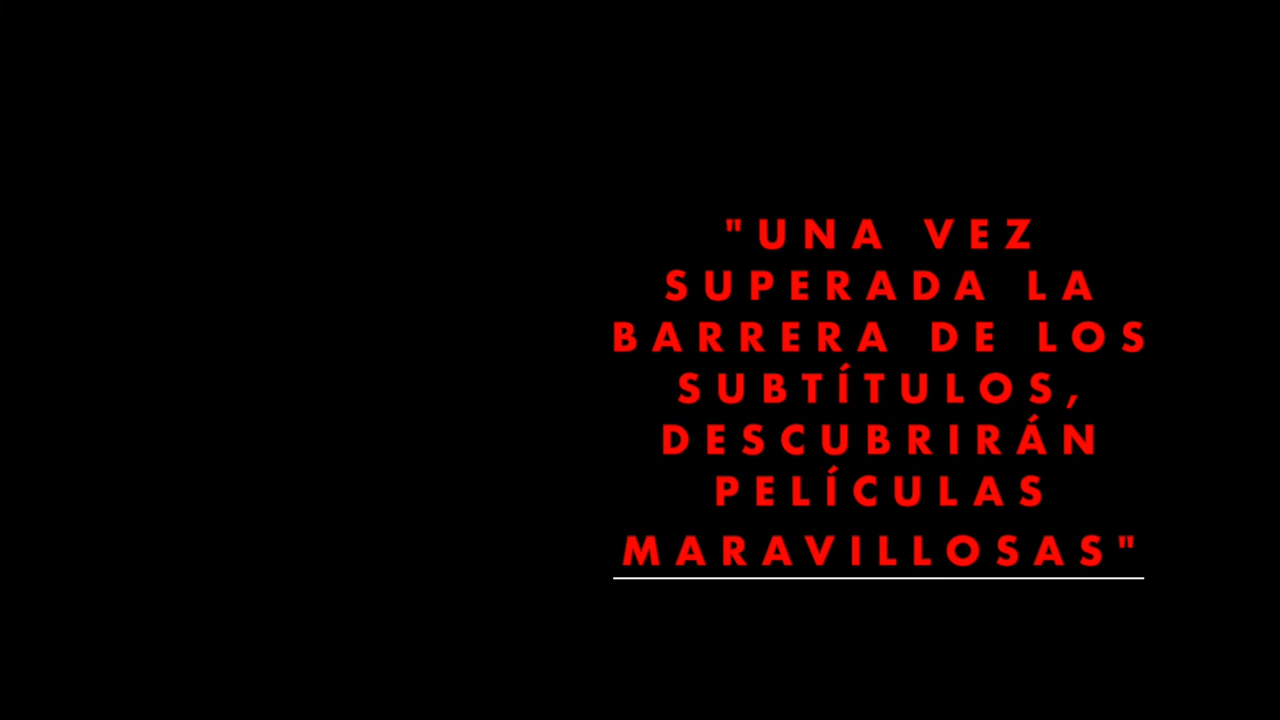 "UNA VEZ
SUPERADA LA
BARRERA DE LOS
SUBTÍTULOS,
DESCUBRIRÁN
PELÍCULAS
MARAVILLOSAS"